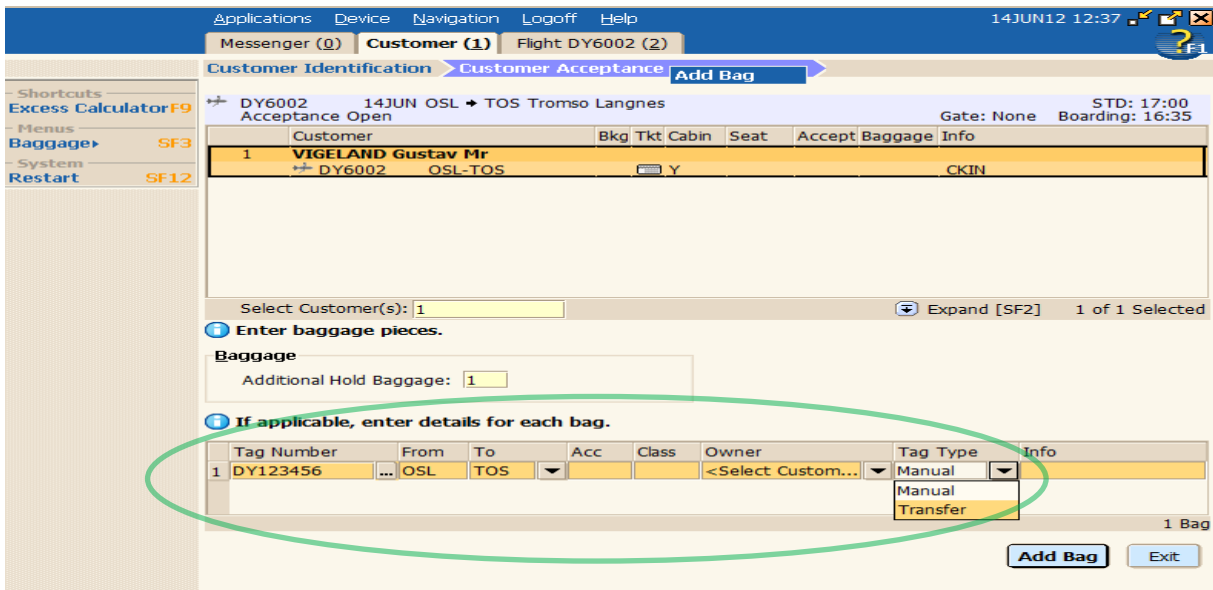 Applications Device Navigation Logoff Help 14JUN12 12:37
Messenger (0) Customer (1) Flight DY6002 (2) ? F1
Customer Identification Customer Acceptance Add Bag
Shortcuts
Excess Calculator F9
Menus
Baggage SF3
System
Restart SF12
DY6002 14JUN OSL → TOS Tromso Langnes STD: 17:00
Acceptance Open Gate: None Boarding: 16:35
Customer Bkg Tkt Cabin Seat Accept Baggage Info
1 VIGELAND Gustav Mr
DY6002 OSL-TOS Y CKIN
Select Customer(s): 1 Expand [SF2] 1 of 1 Selected
Enter baggage pieces.
Baggage
Additional Hold Baggage: 1
If applicable, enter details for each bag.
Tag Number From To Acc Class Owner Tag Type Info
1 DY123456 ... OSL TOS <Select Custom... Manual
Manual
Transfer
1 Bag
Add Bag Exit